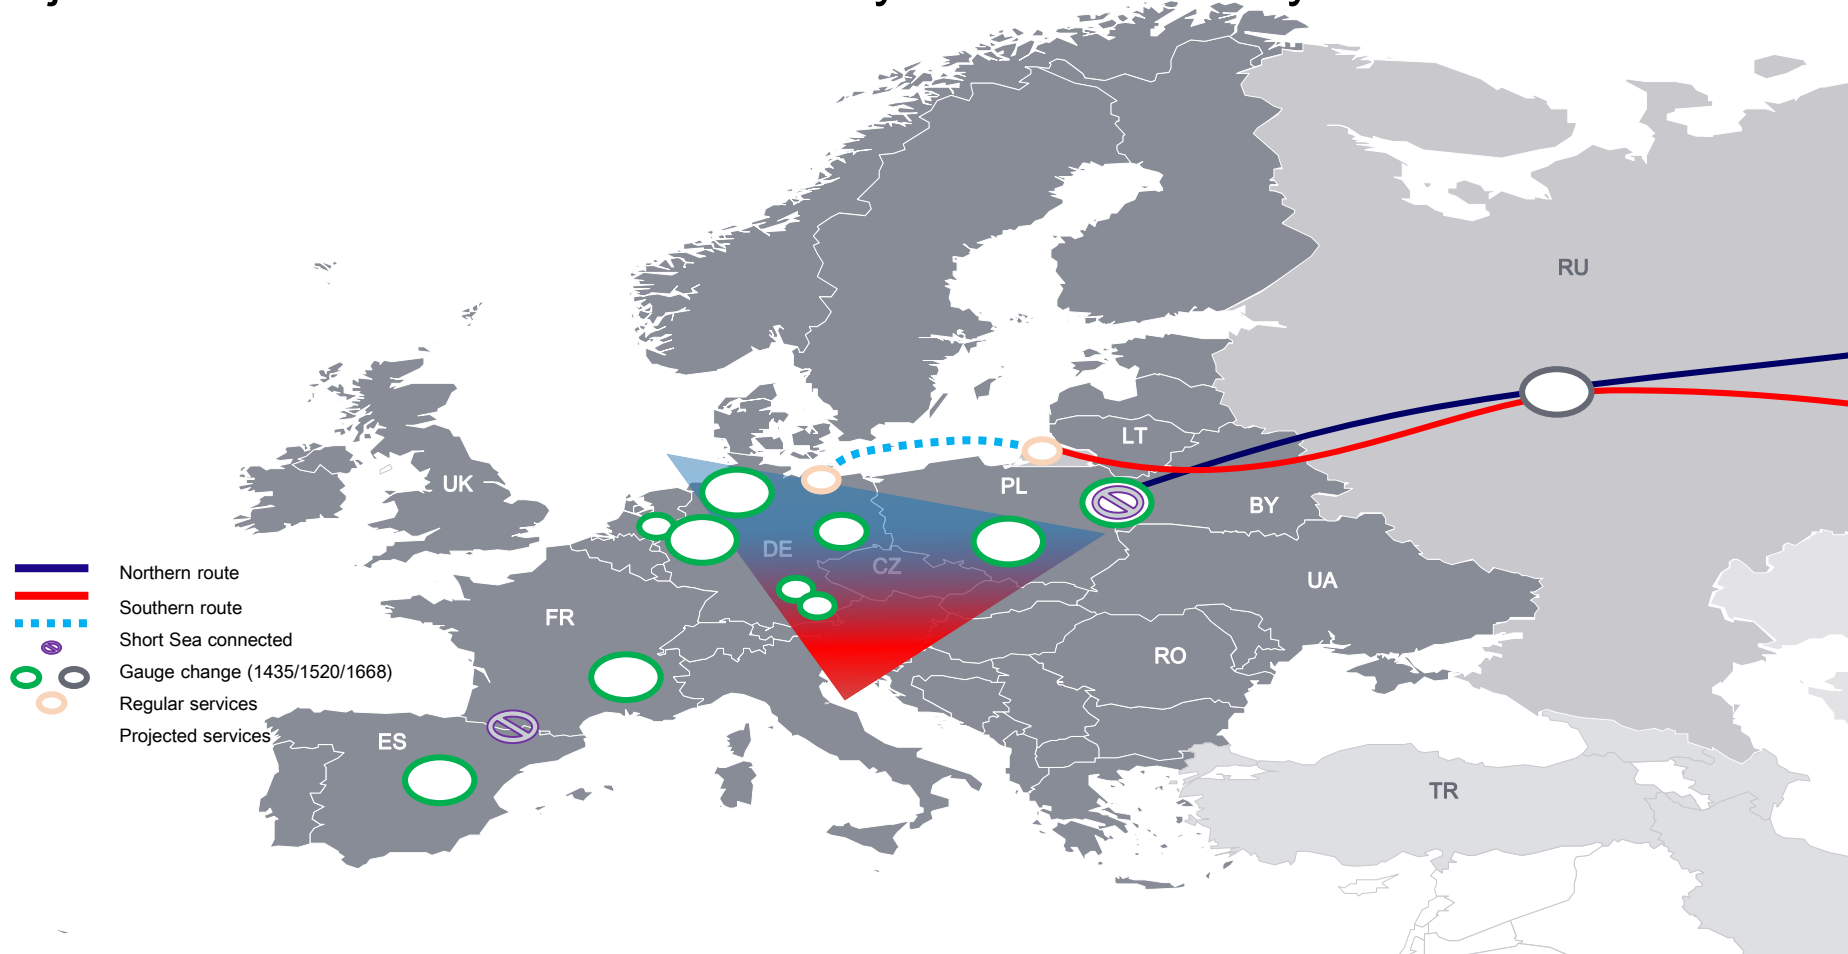 RU
LT
UK
PL
BY
DE
CZ
UA
Northern route
Southern route
FR
Short Sea connected
RO
Gauge change (1435/1520/1668)
Regular services
Projected services
ES
TR